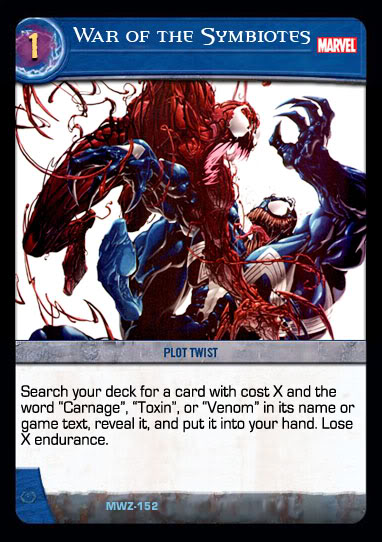 1
War of the Symbiotes
MARVEL
PLOT TWIST
Search your deck for a card with cost X and the
word "Carnage", "Toxin", or "Venom" in its name or
game text, reveal it, and put it into your hand. Lose
X endurance.
MWZ-152